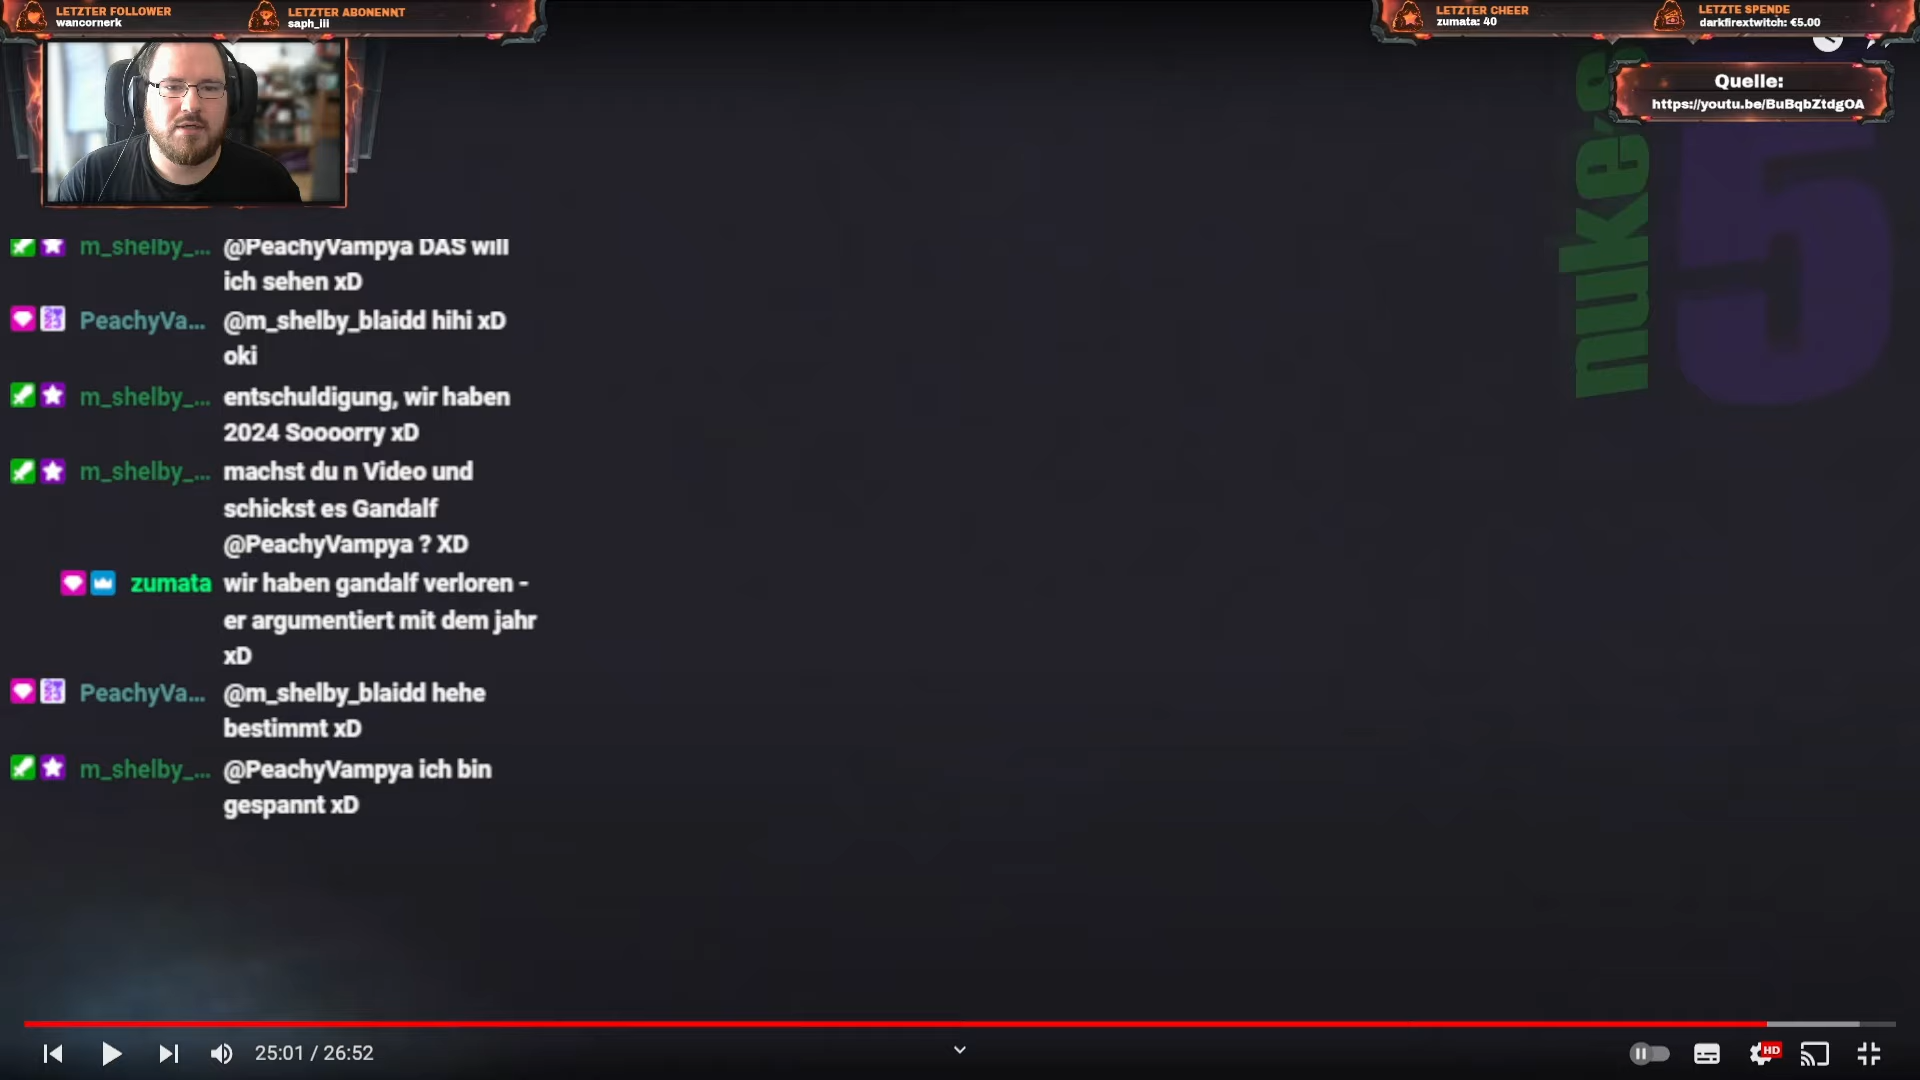 LETZTER FOLLOWER
wancornerk
LETZTER ABONENNT
saph_iii
LETZTER CHEER
zumata: 40
LETZTE SPENDE
darkfirextwitch: €5.00
Quelle:
https://youtu.be/BuBqbZtdgOA
nuke
5
m_shelby_... @PeachyVampya DAS will
ich sehen xD
PeachyVa... @m_shelby_blaidd hihi xD
oki
m_shelby_... entschuldigung, wir haben
2024 Soooorry xD
m_shelby_... machst du n Video und
schickst es Gandalf
@PeachyVampya ? XD
zumata wir haben gandalf verloren -
er argumentiert mit dem jahr
xD
PeachyVa... @m_shelby_blaidd hehe
bestimmt xD
m_shelby_... @PeachyVampya ich bin
gespannt xD
25:01 / 26:52
HD